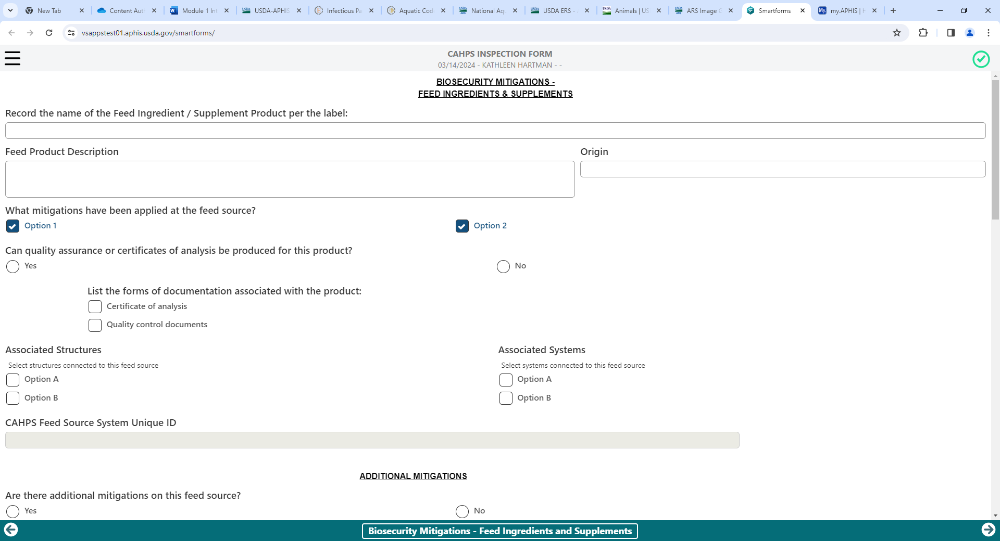 New Tab
Content Aut
Module 1 Int
USDA-APHIS
Infectious Pa
Aquatic Cod
National Aqu
USDA ERS -
Animals | US
ARS Image G
Smartforms
my.APHIS | H
vsappstest01.aphis.usda.gov/smartforms/
CAHPS INSPECTION FORM
03/14/2024 - KATHLEEN HARTMAN - -
BIOSECURITY MITIGATIONS -
FEED INGREDIENTS & SUPPLEMENTS
Record the name of the Feed Ingredient / Supplement Product per the label:
Feed Product Description
Origin
What mitigations have been applied at the feed source?
Option 1
Option 2
Can quality assurance or certificates of analysis be produced for this product?
Yes
No
List the forms of documentation associated with the product:
Certificate of analysis
Quality control documents
Associated Structures
Associated Systems
Select structures connected to this feed source
Select systems connected to this feed source
Option A
Option A
Option B
Option B
CAHPS Feed Source System Unique ID
ADDITIONAL MITIGATIONS
Are there additional mitigations on this feed source?
Yes
No
Biosecurity Mitigations - Feed Ingredients and Supplements